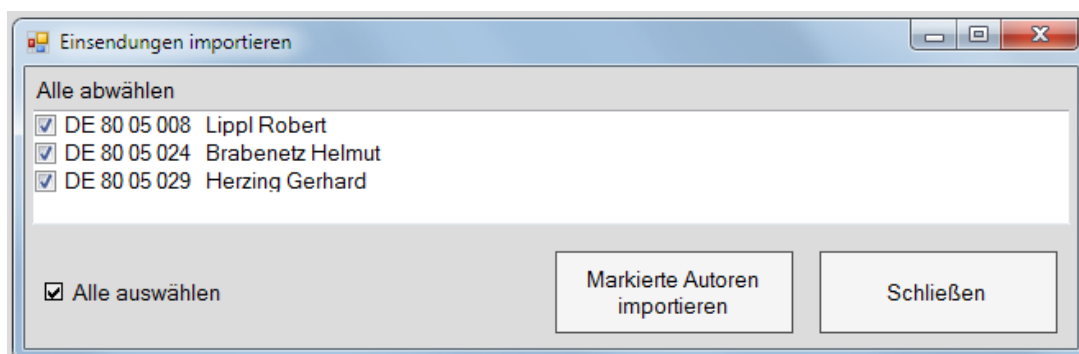 Einsendungen importieren
Alle abwählen
DE 80 05 008 Lippl Robert
DE 80 05 024 Brabenetz Helmut
DE 80 05 029 Herzing Gerhard
Alle auswählen
Markierte Autoren
importieren
Schließen